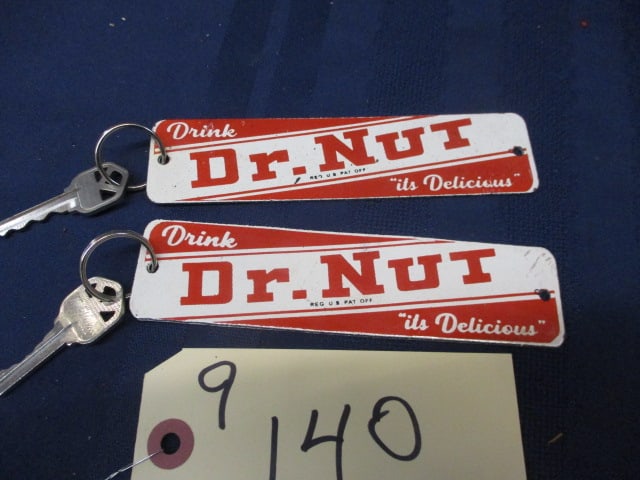 Drink
Dr. Nut
REG. U.S. PAT. OFF
"its Delicious"
Drink
Dr. Nut
REG. U.S. PAT OFF
"its Delicious"
9
140